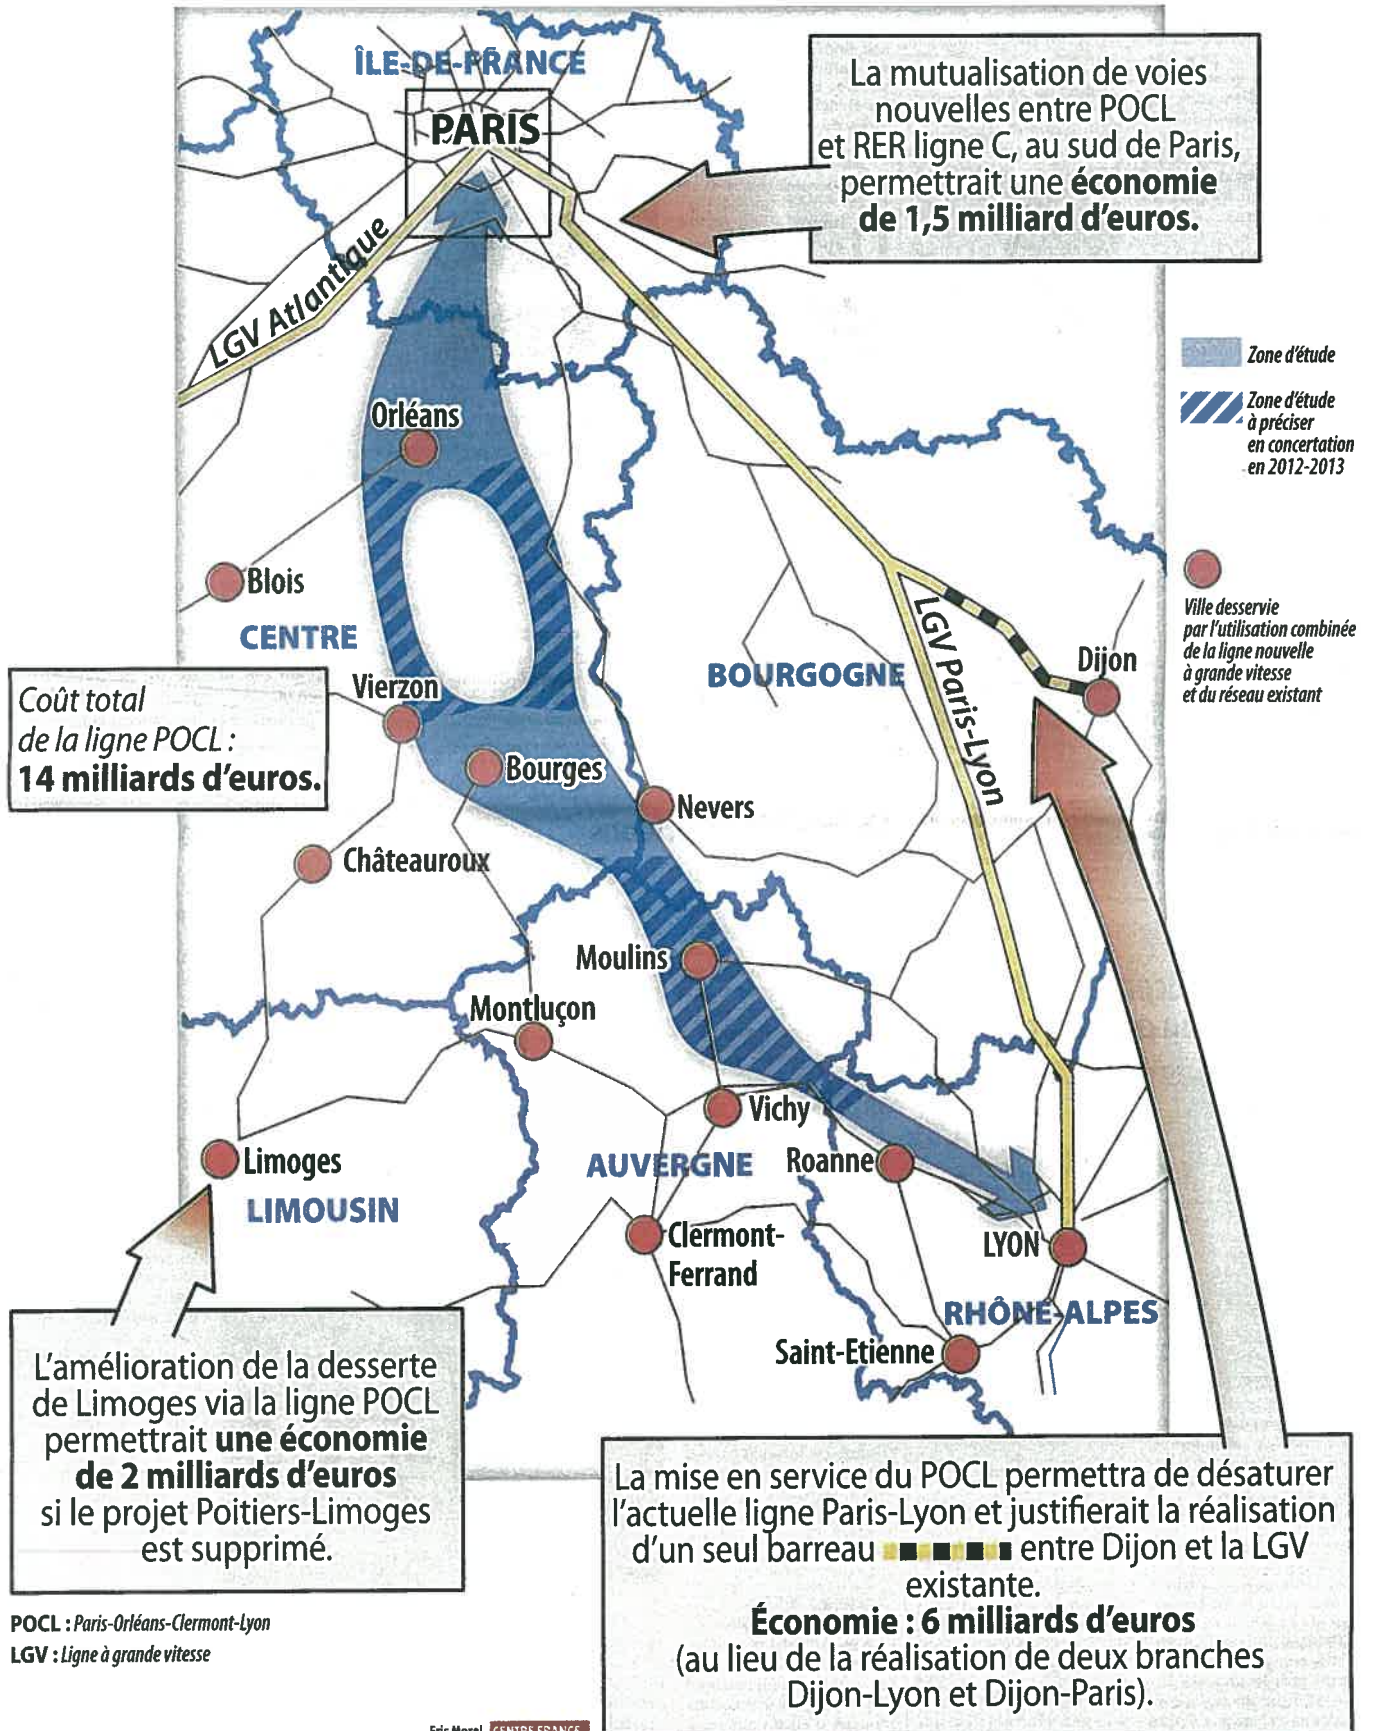 ÎLE-DE-FRANCE
PARIS
La mutualisation de voies
nouvelles entre POCL
et RER ligne C, au sud de Paris,
permettrait une économie
de 1,5 milliard d'euros.
LGV Atlantique
Zone d'étude
Zone d'étude
à préciser
en concertation
en 2012-2013
Orléans
Blois
CENTRE
Ville desservie
par l'utilisation combinée
de la ligne nouvelle
à grande vitesse
et du réseau existant
LGV Paris-Lyon
Dijon
BOURGOGNE
Vierzon
Coût total
de la ligne POCL :
14 milliards d'euros.
Bourges
Nevers
Châteauroux
Moulins
Montluçon
Vichy
Limoges
AUVERGNE
Roanne
LIMOUSIN
Clermont-
Ferrand
LYON
RHÔNE-ALPES
Saint-Etienne
L'amélioration de la desserte
de Limoges via la ligne POCL
permettrait une économie
de 2 milliards d'euros
si le projet Poitiers-Limoges
est supprimé.
La mise en service du POCL permettra de désaturer
l'actuelle ligne Paris-Lyon et justifierait la réalisation
d'un seul barreau entre Dijon et la LGV
existante.
Économie : 6 milliards d'euros
(au lieu de la réalisation de deux branches
Dijon-Lyon et Dijon-Paris).
POCL : Paris-Orléans-Clermont-Lyon
LGV : Ligne à grande vitesse
Eric Morel CENTRE FRANCE